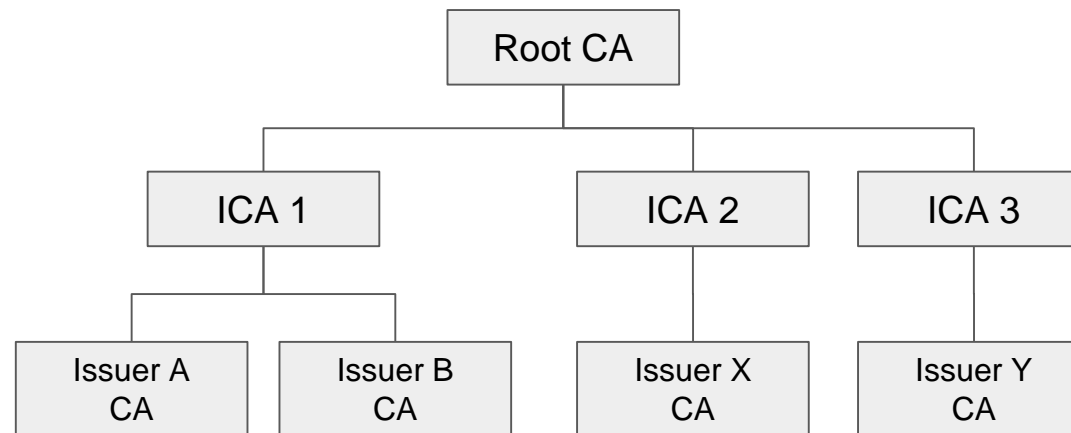 Root CA
ICA 1
ICA 2
ICA 3
Issuer A
CA
Issuer B
CA
Issuer X
CA
Issuer Y
CA